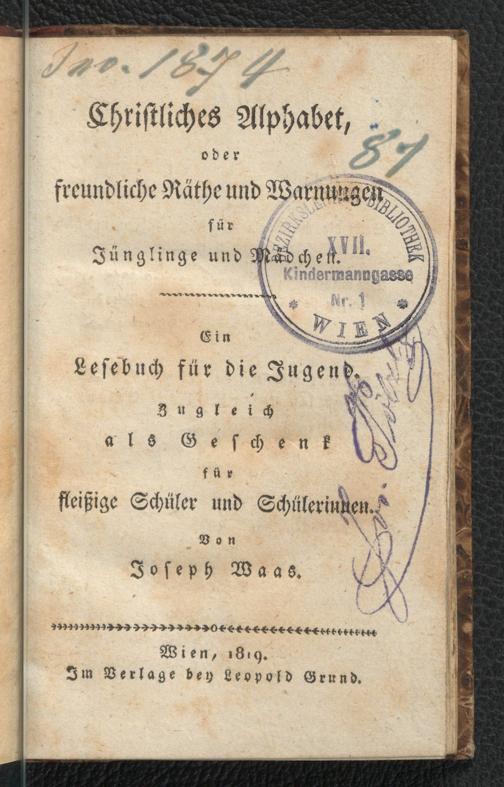 Inv. 1874
87
Christliches Alphabet,
oder
freundliche Räthe und Warnungen
für
Jünglinge und Mädchen.
BEZIRKSLEHRER-BIBLIOTHEK
XVII.
Kindermanngasse
Nr. 1
* WIEN *
Ein
Lesebuch für die Jugend.
Zugleich
als Geschenk
für
fleißige Schüler und Schülerinnen.
Von
Joseph Waas.
Wien, 1819.
Im Verlage bey Leopold Grund.